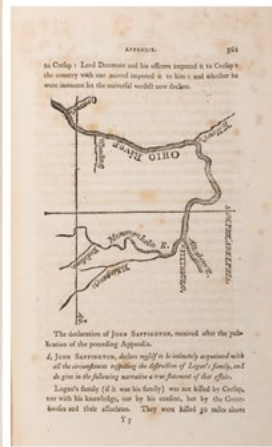 APPENDIX. 361
to Cresap: Lord Dunmore and his officers imputed it to Cresap:
the country with one accord imputed it to him: and whether he
were innocent let the universal verdict now declare.
OHIO River
Wheeling
Monongahela R.
PITTSBURG
PHILADELPHIA.
The declaration of JOHN SAPPINGTON, received after the pub-
lication of the preceding Appendix.
I, JOHN SAPPINGTON, declare myself to be intimately acquainted with
all the circumstances respecting the destruction of Logan's family, and
do give in the following narrative a true statement of that affair.
Logan's family (if it was his family) was not killed by Cresap,
nor with his knowledge, nor by his consent, but by the Great-
houses and their associates. They were killed 30 miles above
Y y